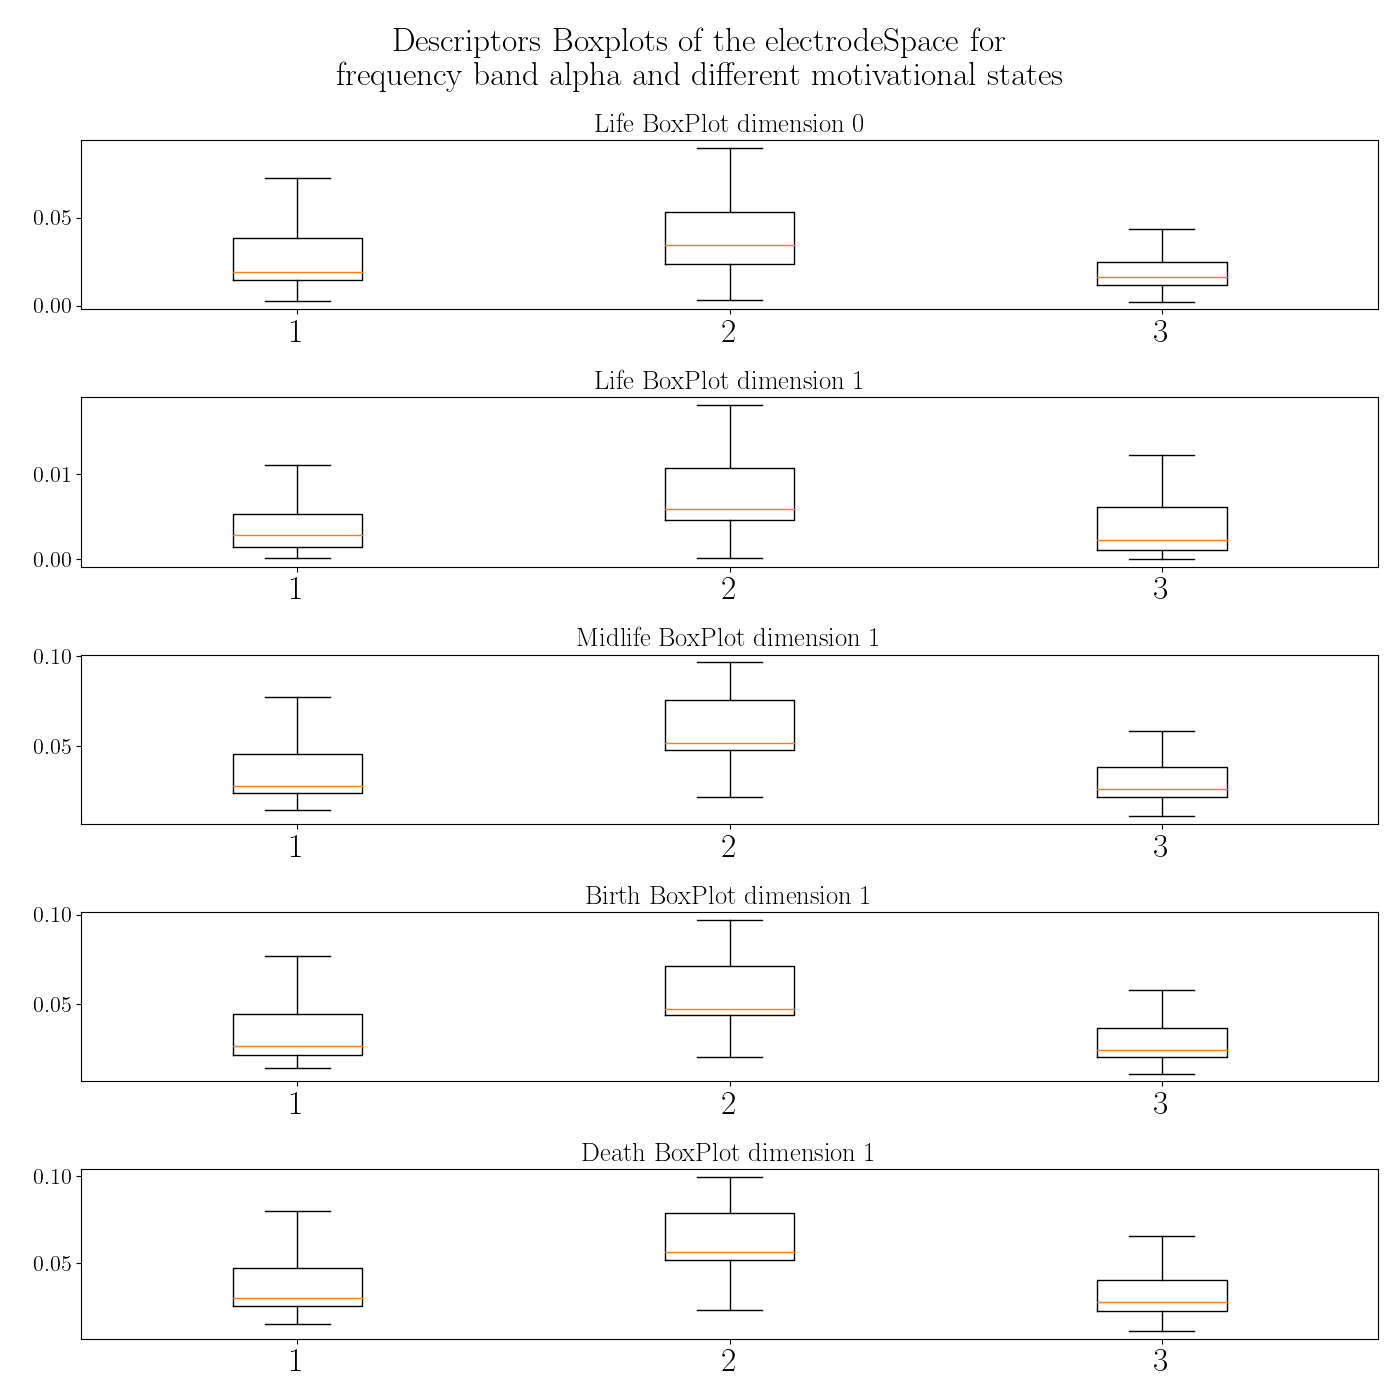 Descriptors Boxplots of the electrodeSpace for
frequency band alpha and different motivational states
Life BoxPlot dimension 0
0.05
0.00
1 2 3
Life BoxPlot dimension 1
0.01
0.00
1 2 3
Midlife BoxPlot dimension 1
0.10
0.05
1 2 3
Birth BoxPlot dimension 1
0.10
0.05
1 2 3
Death BoxPlot dimension 1
0.10
0.05
1 2 3